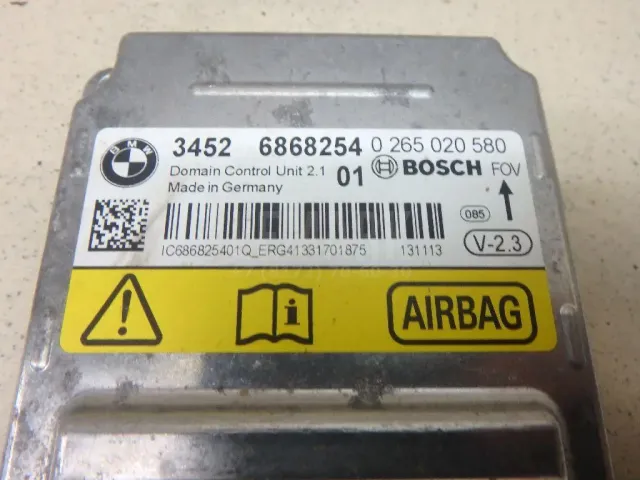 BMW 3452 6868254 0 265 020 580
Domain Control Unit 2.1 01 BOSCH FOV
Made in Germany
085
V-2.3
IC686825401Q_ERG41331701875 131113
i AIRBAG